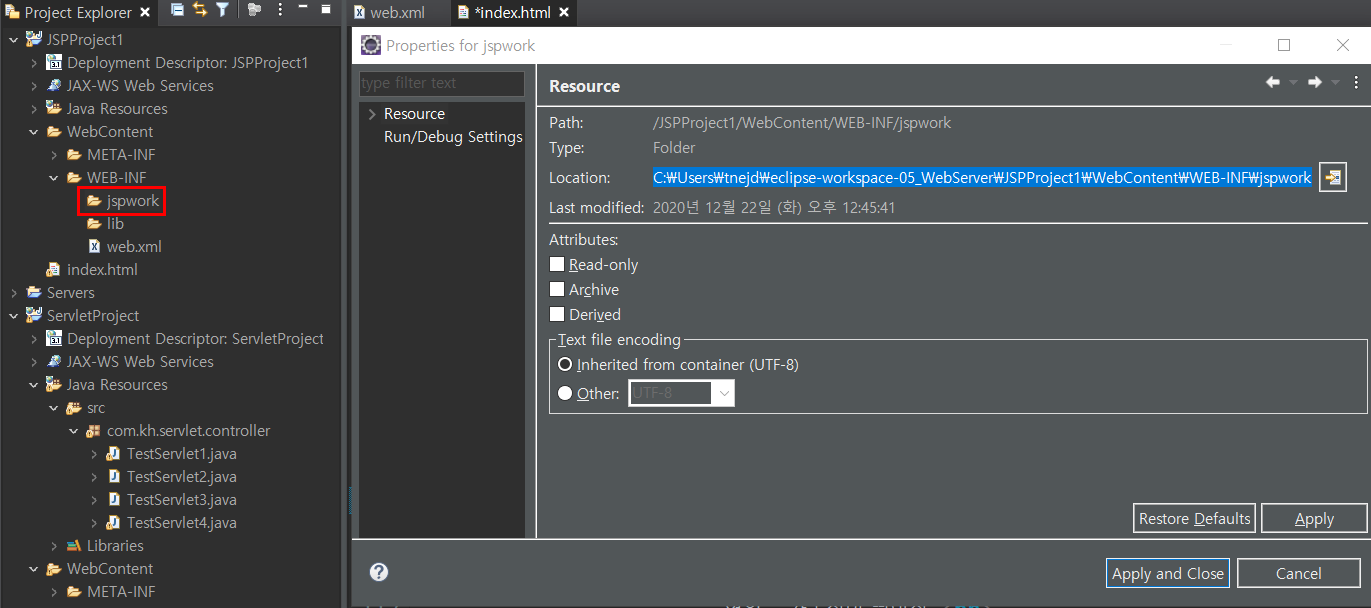 Project Explorer
JSPProject1
Deployment Descriptor: JSPProject1
JAX-WS Web Services
Java Resources
WebContent
META-INF
WEB-INF
jspwork
lib
web.xml
index.html
Servers
ServletProject
Deployment Descriptor: ServletProject
JAX-WS Web Services
Java Resources
src
com.kh.servlet.controller
TestServlet1.java
TestServlet2.java
TestServlet3.java
TestServlet4.java
Libraries
WebContent
META-INF
web.xml
*index.html
Properties for jspwork
type filter text
Resource
Run/Debug Settings
Resource
Path: /JSPProject1/WebContent/WEB-INF/jspwork
Type: Folder
Location: C:₩Users₩tnejd₩eclipse-workspace-05_WebServer₩JSPProject1₩WebContent₩WEB-INF₩jspwork
Last modified: 2020년 12월 22일 (화) 오후 12:45:41
Attributes:
Read-only
Archive
Derived
Text file encoding
Inherited from container (UTF-8)
Other: UTF-8
Restore Defaults
Apply
Apply and Close
Cancel